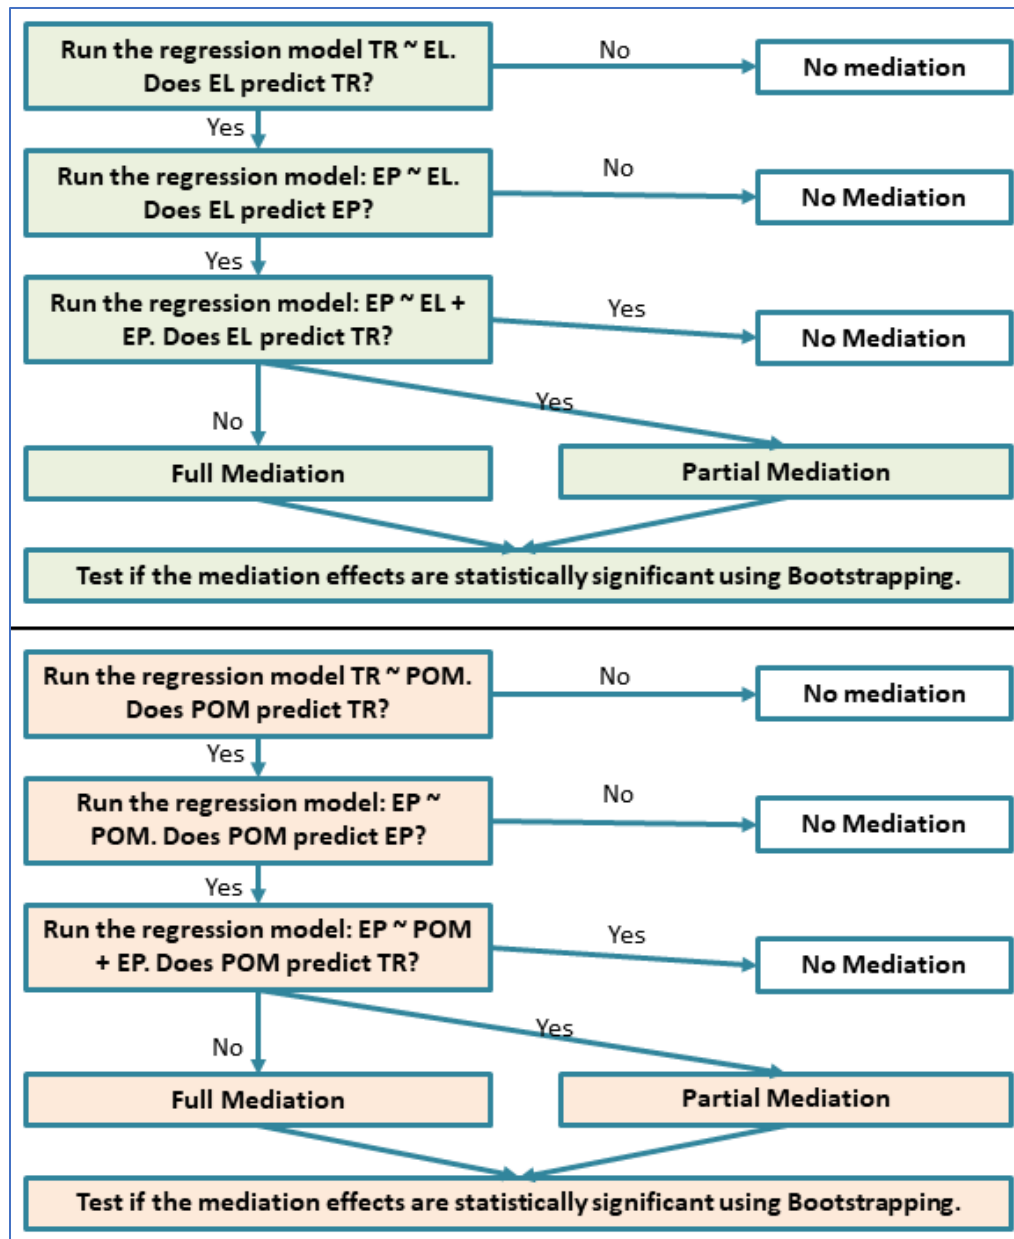 Run the regression model TR ~ EL.
Does EL predict TR?
No
No mediation
Yes
Run the regression model: EP ~ EL.
Does EL predict EP?
No
No Mediation
Yes
Run the regression model: EP ~ EL +
EP. Does EL predict TR?
Yes
No Mediation
No
Yes
Full Mediation
Partial Mediation
Test if the mediation effects are statistically significant using Bootstrapping.
Run the regression model TR ~ POM.
Does POM predict TR?
No
No mediation
Yes
Run the regression model: EP ~
POM. Does POM predict EP?
No
No Mediation
Yes
Run the regression model: EP ~ POM
+ EP. Does POM predict TR?
Yes
No Mediation
No
Yes
Full Mediation
Partial Mediation
Test if the mediation effects are statistically significant using Bootstrapping.